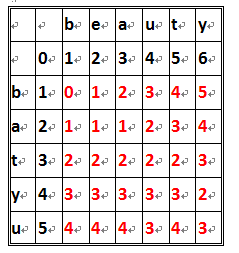 b e a u t y
0 1 2 3 4 5 6
b 1 0 1 2 3 4 5
a 2 1 1 1 2 3 4
t 3 2 2 2 2 2 3
y 4 3 3 3 3 3 2
u 5 4 4 4 3 4 3